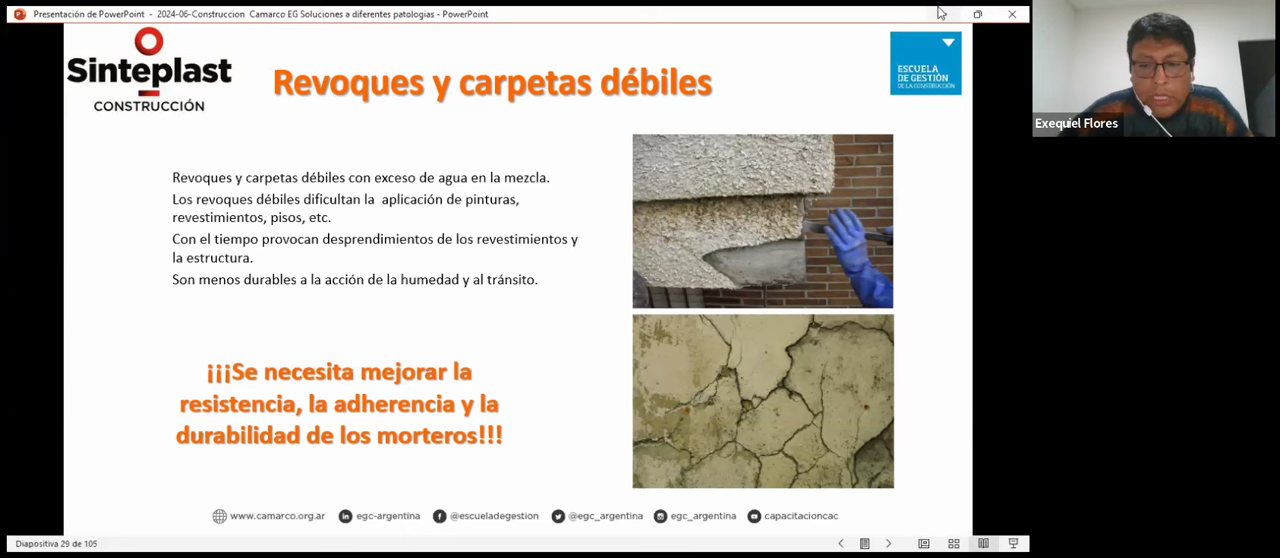 Presentación de PowerPoint - 2024-06-Construccion Camarco EG Soluciones a diferentes patologias - PowerPoint
Sinteplast
CONSTRUCCIÓN
Revoques y carpetas débiles
ESCUELA
DE GESTIÓN
DE LA CONSTRUCCIÓN
Exequiel Flores
Revoques y carpetas débiles con exceso de agua en la mezcla.
Los revoques débiles dificultan la aplicación de pinturas,
revestimientos, pisos, etc.
Con el tiempo provocan desprendimientos de los revestimientos y
la estructura.
Son menos durables a la acción de la humedad y al tránsito.
¡¡¡Se necesita mejorar la
resistencia, la adherencia y la
durabilidad de los morteros!!!
www.camarco.org.ar egc-argentina @escueladegestion @egc_argentina egc_argentina capacitacioncac
Diapositiva 29 de 105